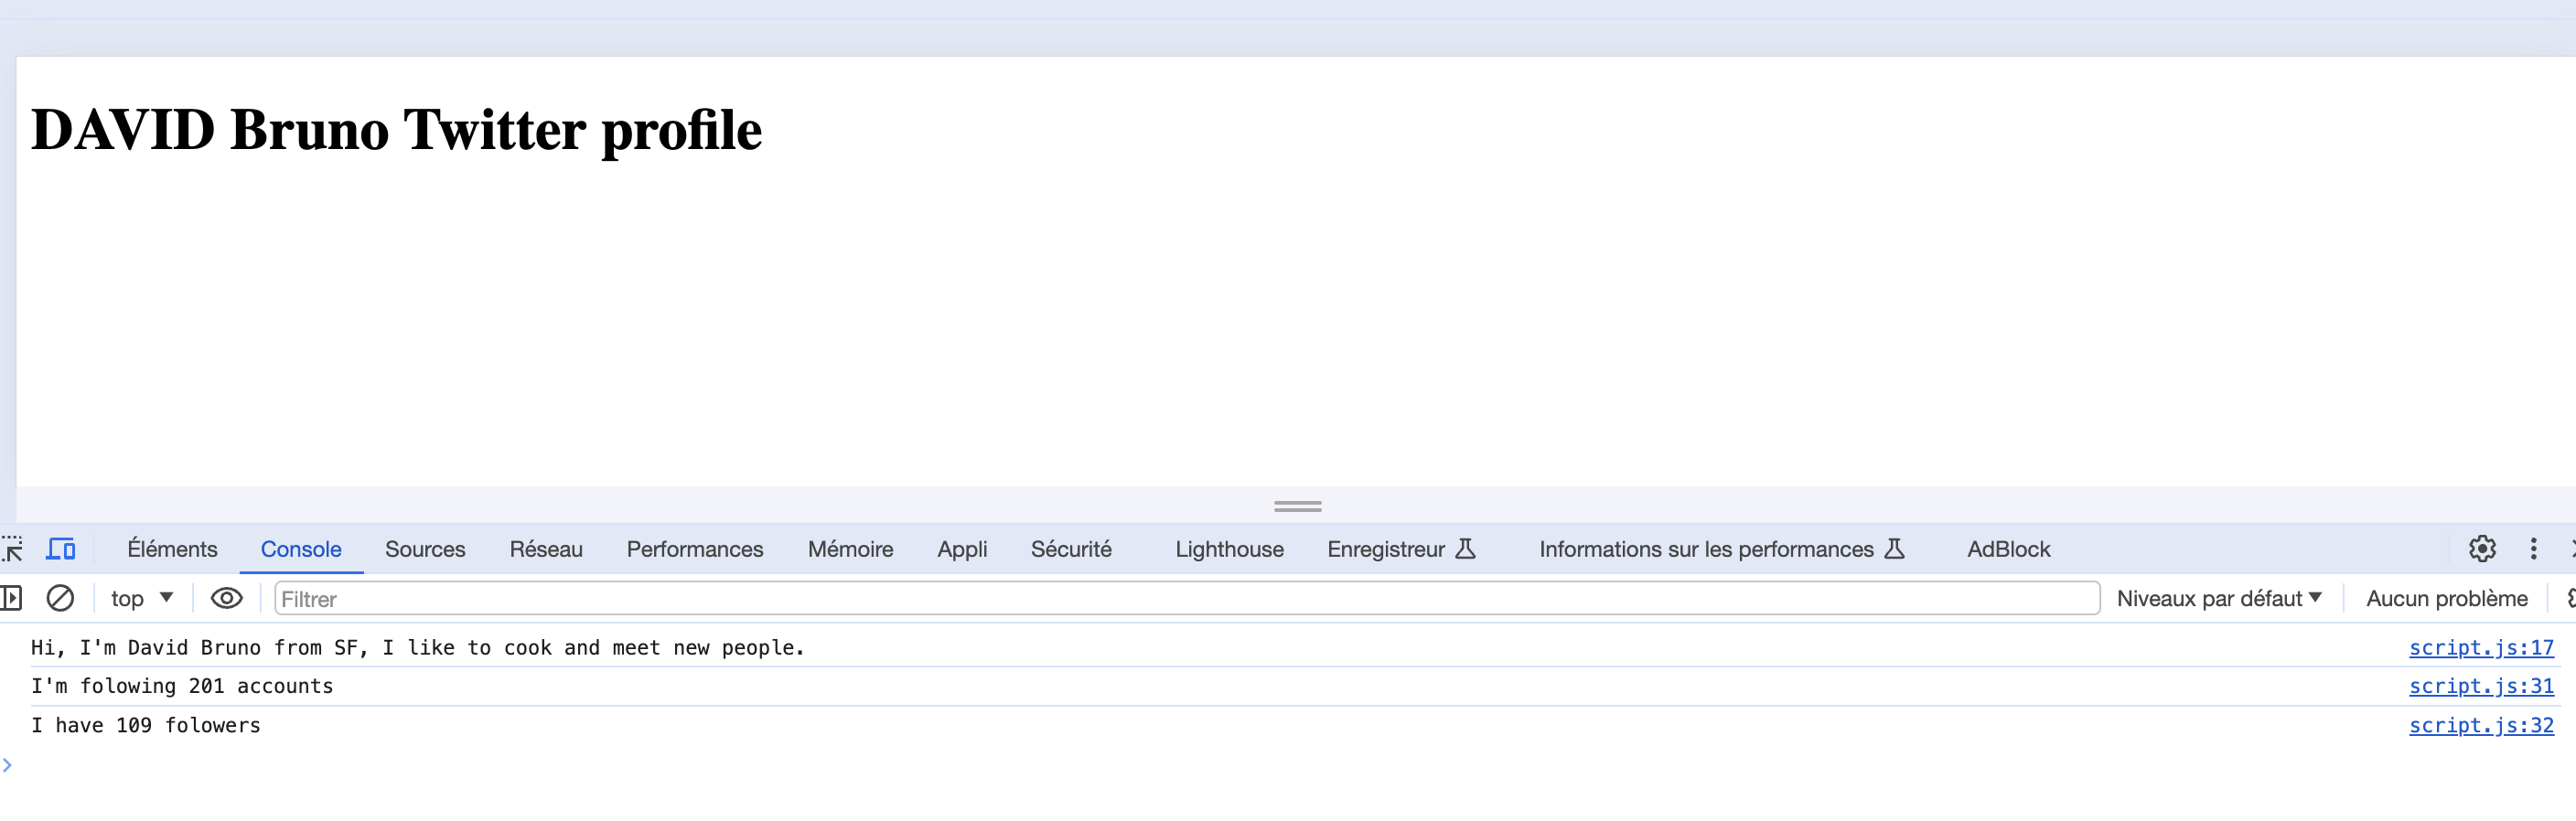 DAVID Bruno Twitter profile
Éléments Console Sources Réseau Performances Mémoire Appli Sécurité Lighthouse Enregistreur Informations sur les performances AdBlock
top Filtrer Niveaux par défaut Aucun problème
Hi, I'm David Bruno from SF, I like to cook and meet new people. script.js:17
I'm folowing 201 accounts script.js:31
I have 109 folowers script.js:32